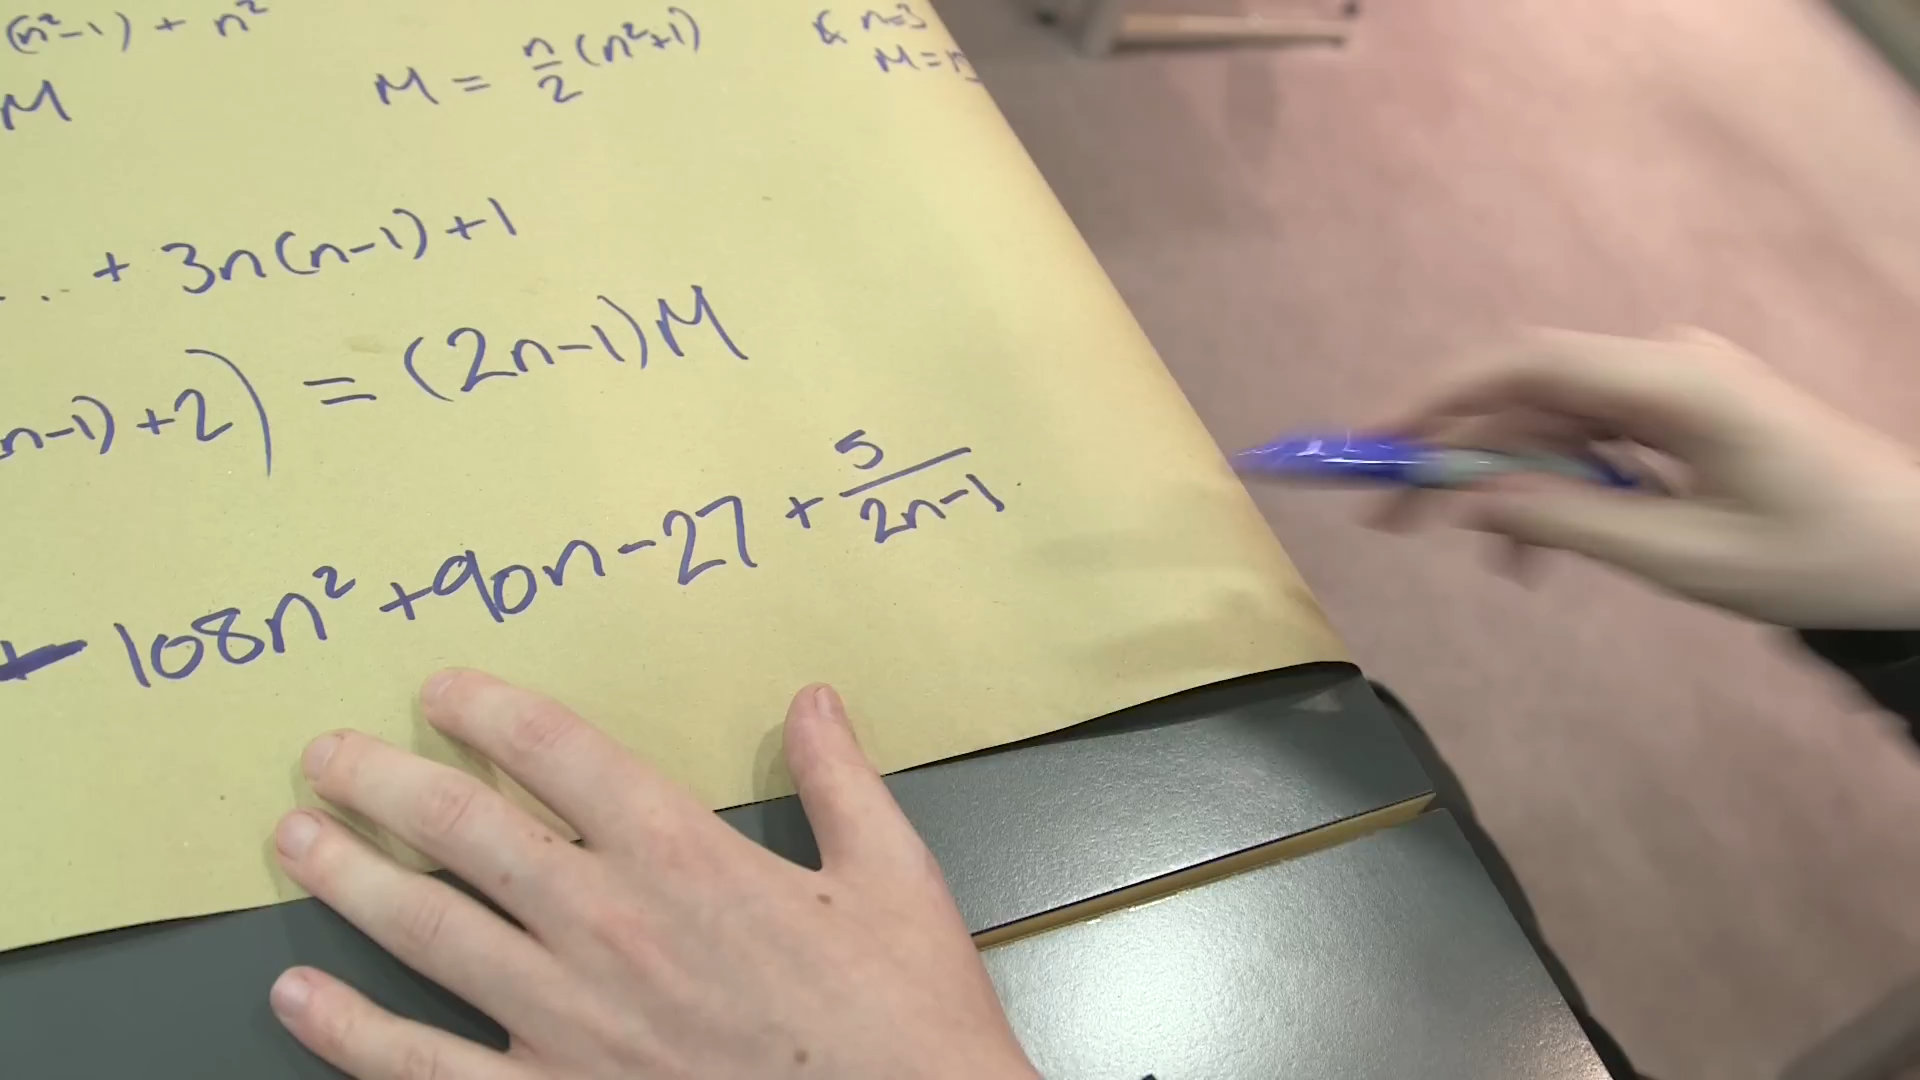 (n²-1) + n²
& n=3
M = n/2 (n²+1)
M =
M
... + 3n(n-1)+1
n-1)+2) = (2n-1)M
108n² +90n-27 + 5/(2n-1)